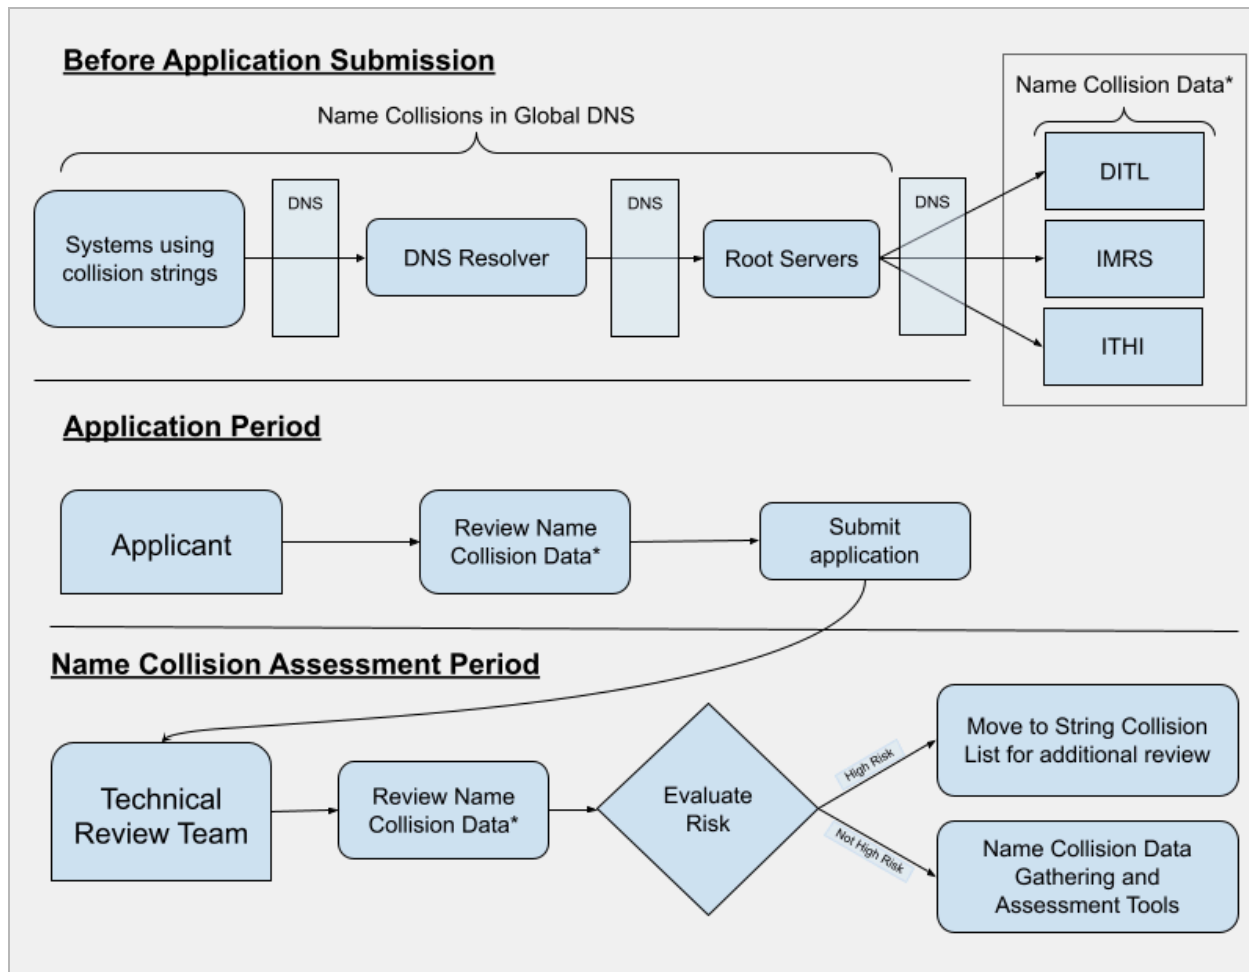 Before Application Submission
Name Collisions in Global DNS
Name Collision Data*
Systems using
collision strings
DNS
DNS Resolver
DNS
Root Servers
DNS
DITL
IMRS
ITHI
Application Period
Applicant
Review Name
Collision Data*
Submit
application
Name Collision Assessment Period
Technical
Review Team
Review Name
Collision Data*
Evaluate
Risk
High Risk
Not High Risk
Move to String Collision
List for additional review
Name Collision Data
Gathering and
Assessment Tools